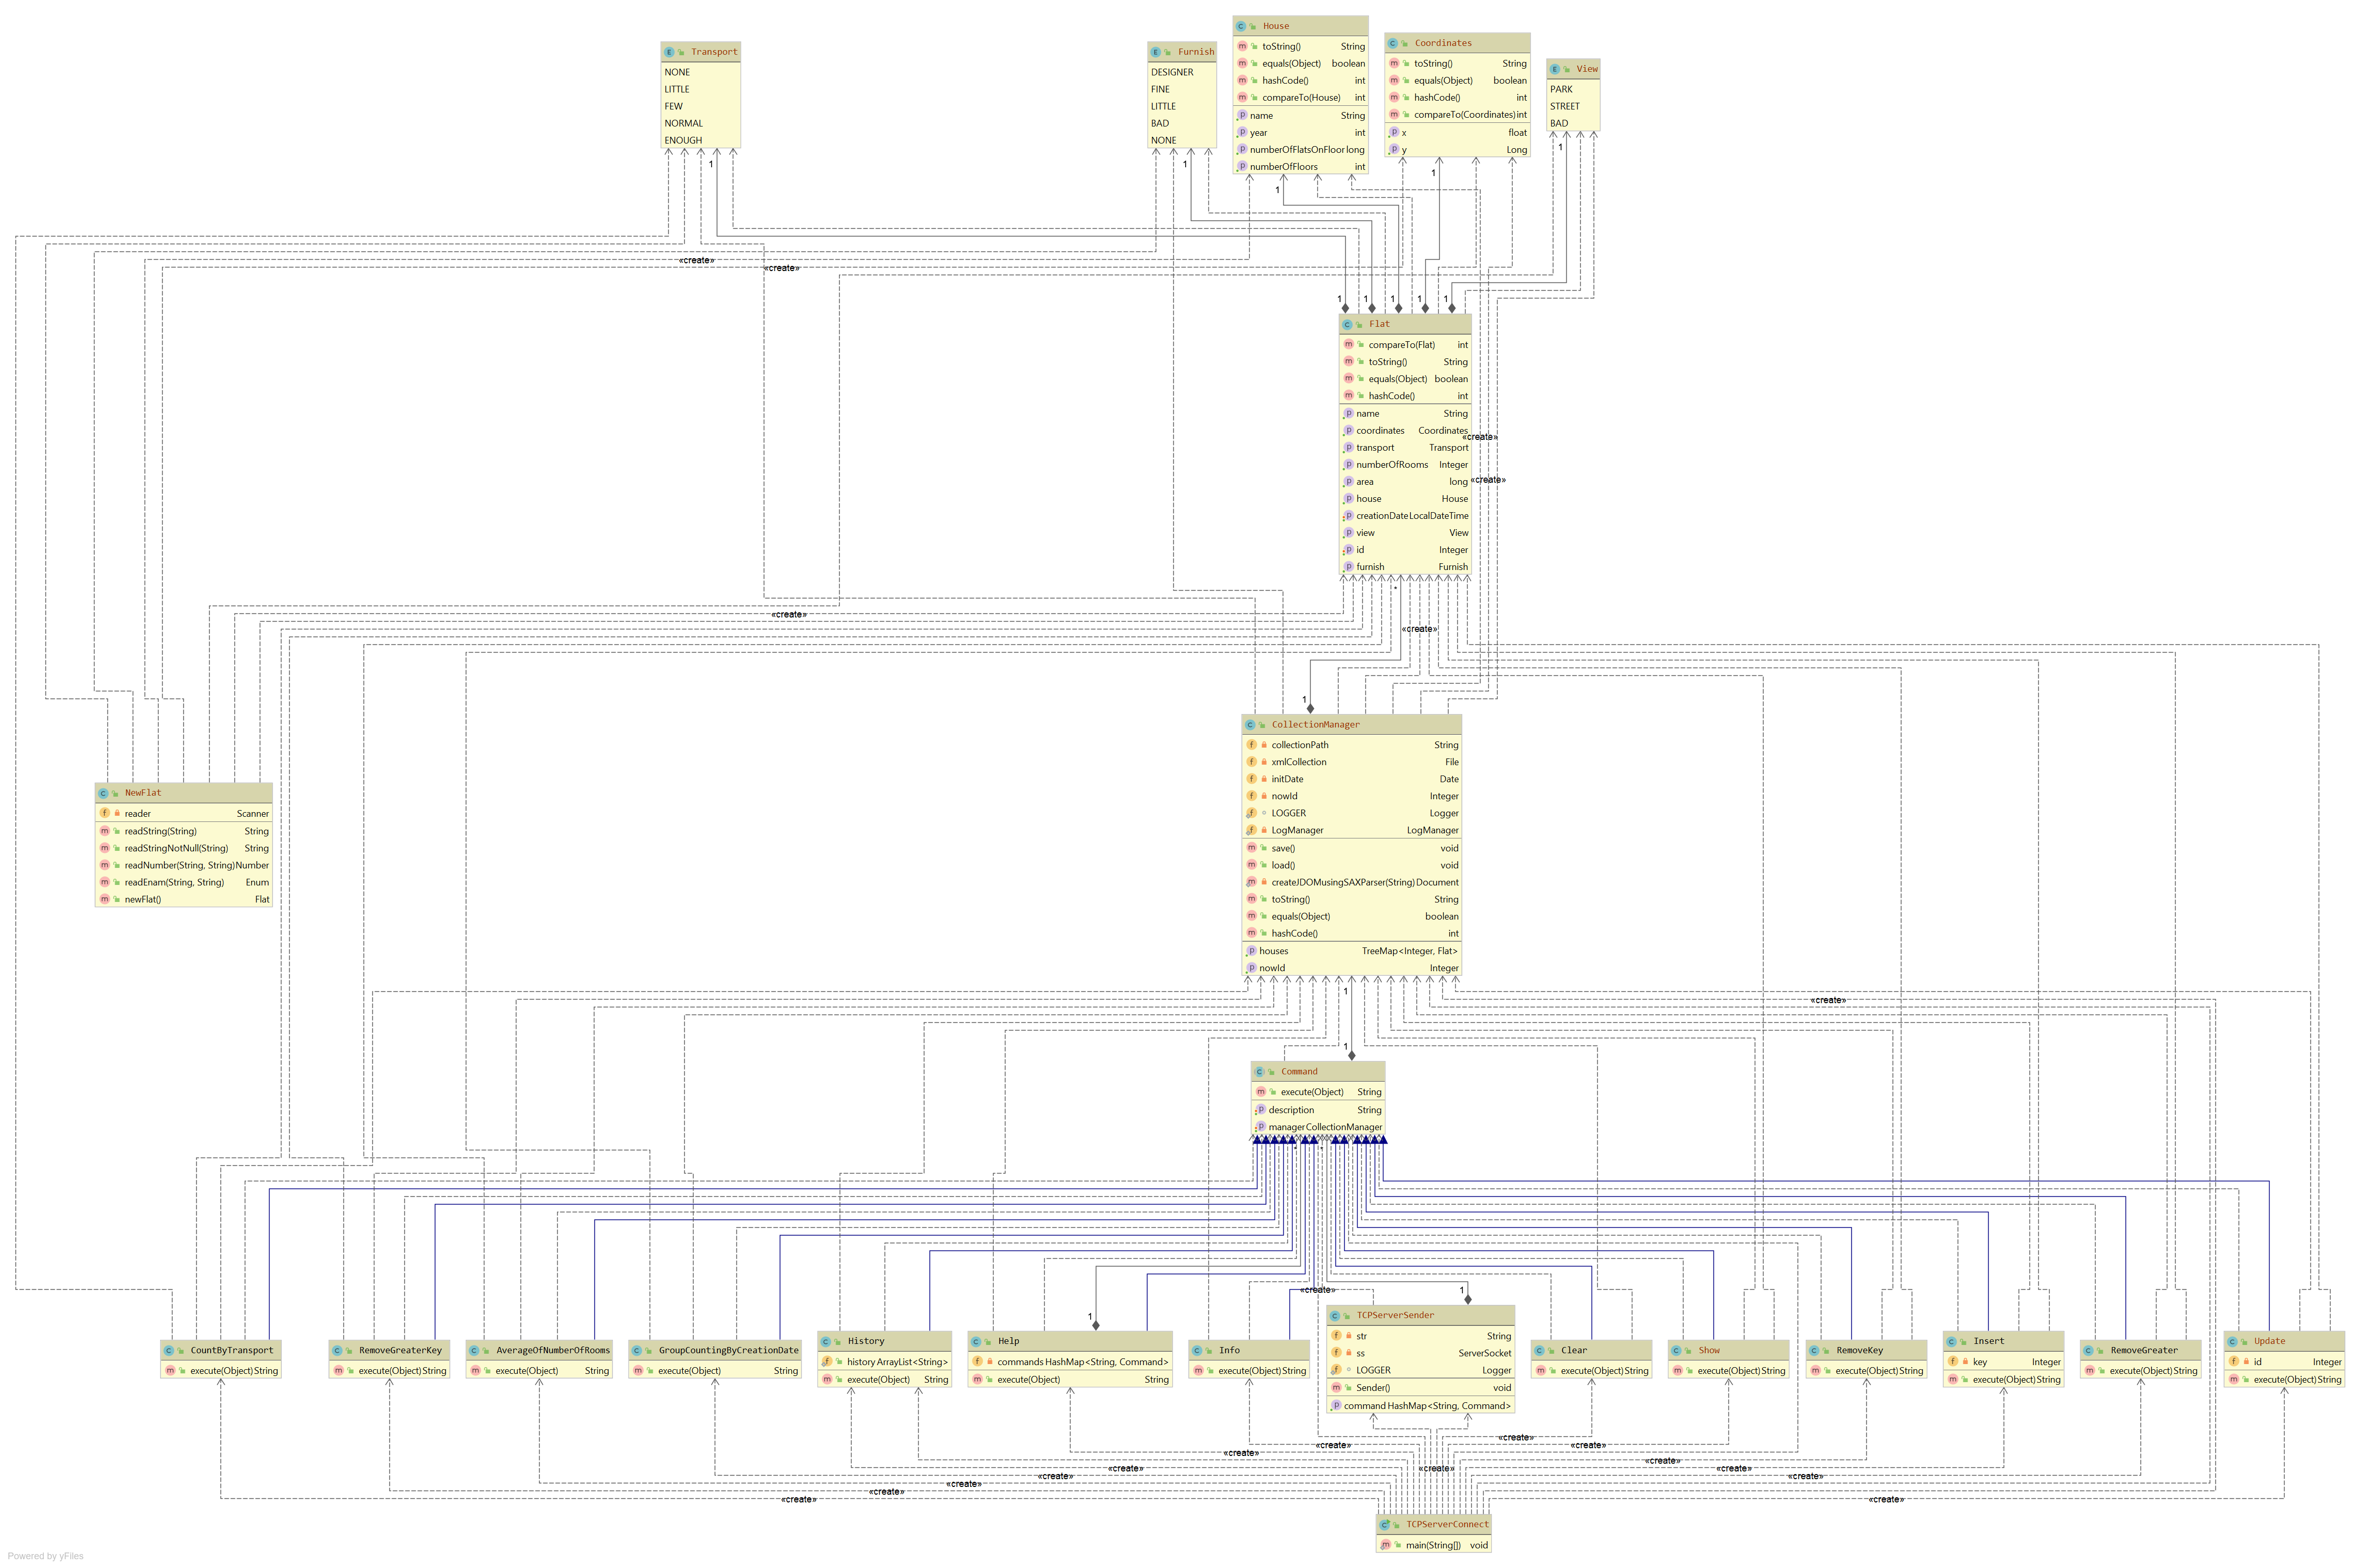 House
toString() String
equals(Object) boolean
hashCode() int
compareTo(House) int
name String
year int
numberOfFlatsOnFloor long
numberOfFloors int
Coordinates
toString() String
equals(Object) boolean
hashCode() int
compareTo(Coordinates) int
x float
y Long
Transport
NONE
LITTLE
FEW
NORMAL
ENOUGH
Furnish
DESIGNER
FINE
LITTLE
BAD
NONE
View
PARK
STREET
BAD
1
1
1
1
1
«create»
«create»
1
1
1
1
1
Flat
compareTo(Flat) int
toString() String
equals(Object) boolean
hashCode() int
name String
coordinates Coordinates
transport Transport
numberOfRooms Integer
area long
house House
creationDate LocalDateTime
view View
id Integer
furnish Furnish
«create»
«create»
*
«create»
«create»
1
CollectionManager
collectionPath String
xmlCollection File
initDate Date
nowId Integer
LOGGER Logger
LogManager LogManager
save() void
load() void
createJDOMusingSAXParser(String) Document
toString() String
equals(Object) boolean
hashCode() int
houses TreeMap<Integer, Flat>
nowId Integer
NewFlat
reader Scanner
readString(String) String
readStringNotNull(String) String
readNumber(String, String) Number
readEnam(String, String) Enum
newFlat() Flat
1
«create»
1
Command
execute(Object) String
description String
manager CollectionManager
*
*
«create»
1
1
CountByTransport
execute(Object) String
RemoveGreaterKey
execute(Object) String
AverageOfNumberOfRooms
execute(Object) String
GroupCountingByCreationDate
execute(Object) String
History
history ArrayList<String>
execute(Object) String
Help
commands HashMap<String, Command>
execute(Object) String
Info
execute(Object) String
TCPServerSender
str String
ss ServerSocket
LOGGER Logger
Sender() void
command HashMap<String, Command>
Clear
execute(Object) String
Show
execute(Object) String
RemoveKey
execute(Object) String
Insert
key Integer
execute(Object) String
RemoveGreater
execute(Object) String
Update
id Integer
execute(Object) String
«create»
«create»
«create»
«create»
«create»
«create»
«create»
«create»
«create»
«create»
«create»
«create»
«create»
«create»
TCPServerConnect
main(String[]) void
Powered by yFiles